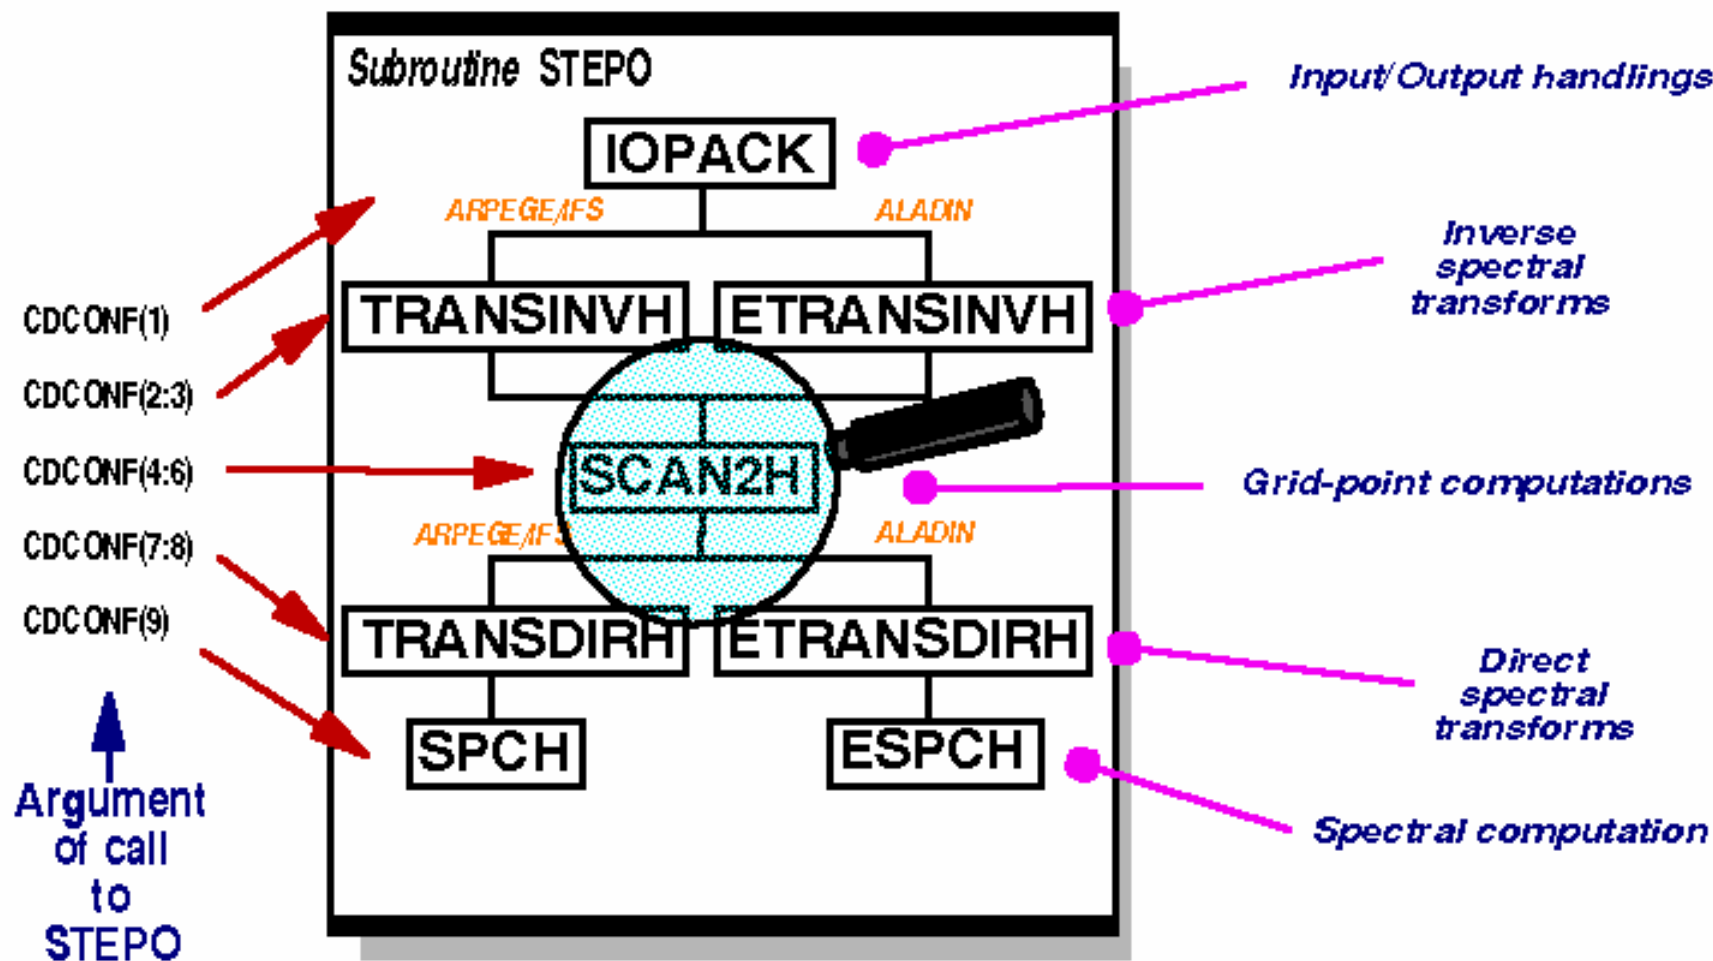 Subroutine STEPO
Input/Output handlings
IOPACK
ARPEGE/IFS
ALADIN
Inverse
spectral
transforms
CDCONF(1)
TRANSINVH
ETRANSINVH
CDCONF(2:3)
CDCONF(4:6)
SCAN2H
Grid-point computations
CDCONF(7:8)
ARPEGE/IFS
ALADIN
CDCONF(9)
TRANSDIRH
ETRANSDIRH
Direct
spectral
transforms
SPCH
ESPCH
Argument
of call
to
STEPO
Spectral computation